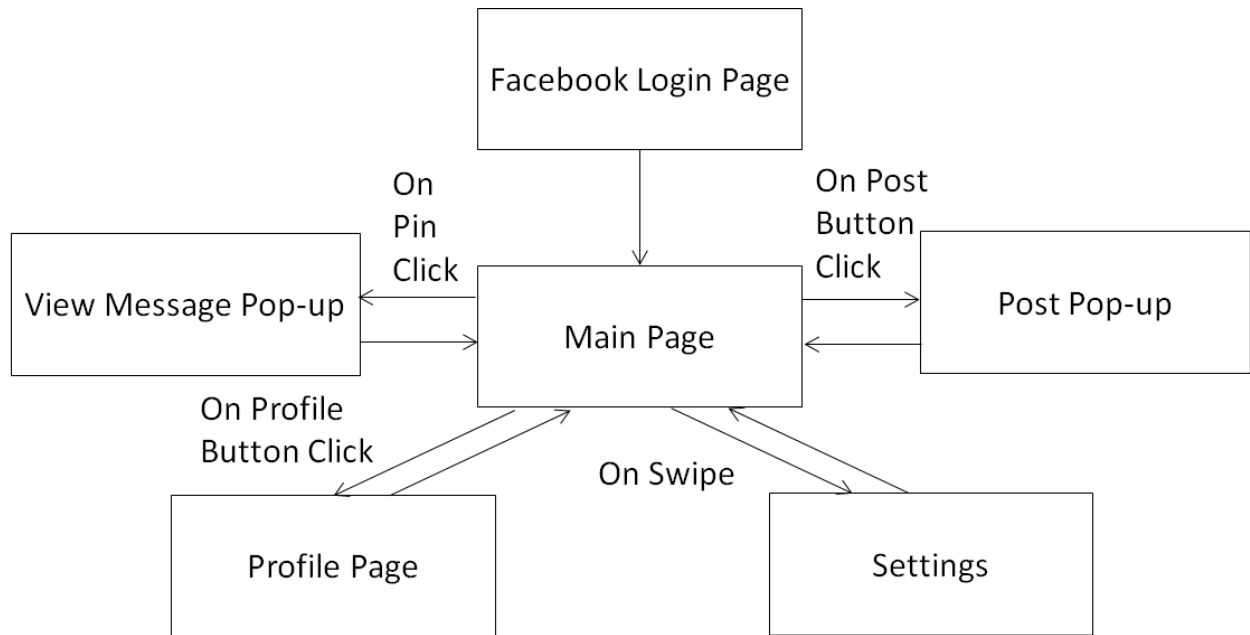 Facebook Login Page
On
Pin
Click
On Post
Button
Click
View Message Pop-up
Main Page
Post Pop-up
On Profile
Button Click
On Swipe
Profile Page
Settings